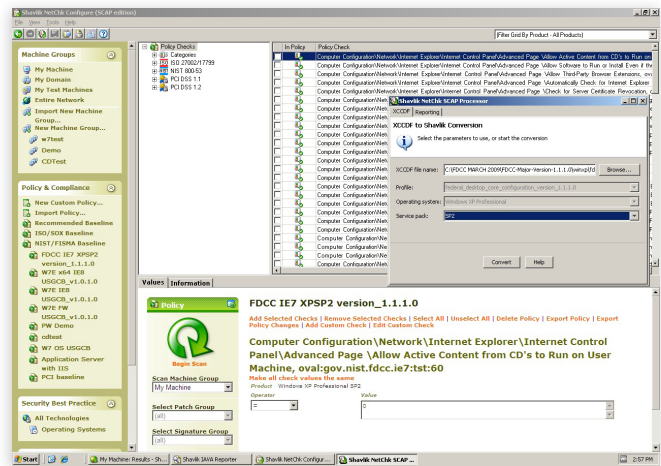 Shavlik NetChk Configure (SCAP edition)
File View Tools Help
(Filter Grid By Product - All Products)
Machine Groups
My Machine
My Domain
My Test Machines
Entire Network
Import New Machine
Group...
New Machine Group...
w7test
Demo
CDTest
Policy & Compliance
New Custom Policy...
Import Policy...
Recommended Baseline
ISO/SOX Baseline
NIST/FISMA Baseline
FDCC IE7 XPSP2
version_1.1.1.0
W7E x64 IE8
USGCB_v1.0.1.0
W7E IE8
USGCB_v1.0.1.0
W7E FW
USGCB_v1.0.1.0
PW Demo
cdtest
W7 OS USGCB
Application Server
with IIS
PCI baseline
Security Best Practice
All Technologies
Operating Systems
Policy Checks
Categories
ISO 27002/17799
NIST 800-53
PCI DSS 1.1
PCI DSS 1.2
In Policy Policy Check
Computer Configuration\Network\Internet Explorer\Internet Control Panel\Advanced Page \Allow Active Content from CD's to Run on
Computer Configuration\Network\Internet Explorer\Internet Control Panel\Advanced Page \Allow Software to Run or Install Even if the
Computer Configuration\Network\Internet Explorer\Internet Control Panel\Advanced Page \Allow Third-Party Browser Extensions, ov
Computer Configuration\Network\Internet Explorer\Internet Control Panel\Advanced Page \Automatically Check for Internet Explorer
Computer Configuration\Network\Internet Explorer\Internet Control Panel\Advanced Page \Check for Server Certificate Revocation,
Shavlik NetChk SCAP Processor
XCCDF Reporting
XCCDF to Shavlik Conversion
Select the parameters to use, or start the conversion
XCCDF file name: C:\(FDCC MARCH 2009\FDCC-Major-Version-1.1.1.0\winxp\fd Browse...
Profile: federal_desktop_core_configuration_version_1.1.1.0
Operating system: Windows XP Professional
Service pack: SP2
Convert Help
Values Information
Policy
Begin Scan
Scan Machine Group
My Machine
Select Patch Group
(all)
Select Signature Group
(all)
FDCC IE7 XPSP2 version_1.1.1.0
Add Selected Checks | Remove Selected Checks | Select All | Unselect All | Delete Policy | Export Policy | Export
Policy Changes | Add Custom Check | Edit Custom Check
Computer Configuration\Network\Internet Explorer\Internet Control
Panel\Advanced Page \Allow Active Content from CD's to Run on User
Machine, oval:gov.nist.fdcc.ie7:tst:60
Make all check values the same
Product Windows XP Professional SP2
Operator Value
= 0
Start My Machine: Results - Sh... Shavlik JAVA Reporter Shavlik NetChk Configur... Shavlik NetChk SCAP ... 2:57 PM